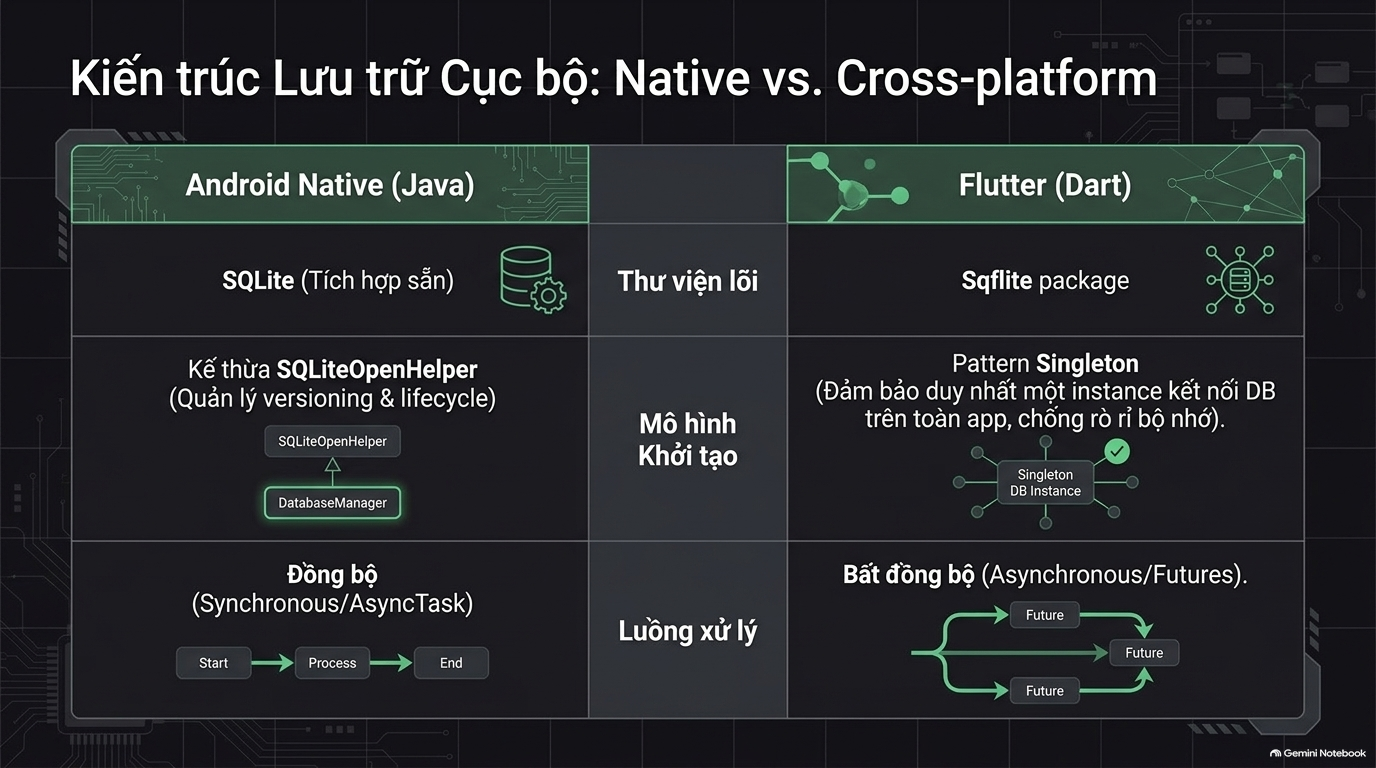 Kiến trúc Lưu trữ Cục bộ: Native vs. Cross-platform
Android Native (Java)
Flutter (Dart)
SQLite (Tích hợp sẵn)
Thư viện lõi
Sqflite package
Kế thừa SQLiteOpenHelper
(Quản lý versioning & lifecycle)
SQLiteOpenHelper
DatabaseManager
Mô hình
Khởi tạo
Pattern Singleton
(Đảm bảo duy nhất một instance kết nối DB
trên toàn app, chống rò rỉ bộ nhớ).
Singleton
DB Instance
Đồng bộ
(Synchronous/AsyncTask)
Start
Process
End
Luồng xử lý
Bất đồng bộ (Asynchronous/Futures).
Future
Future
Future
Gemini Notebook